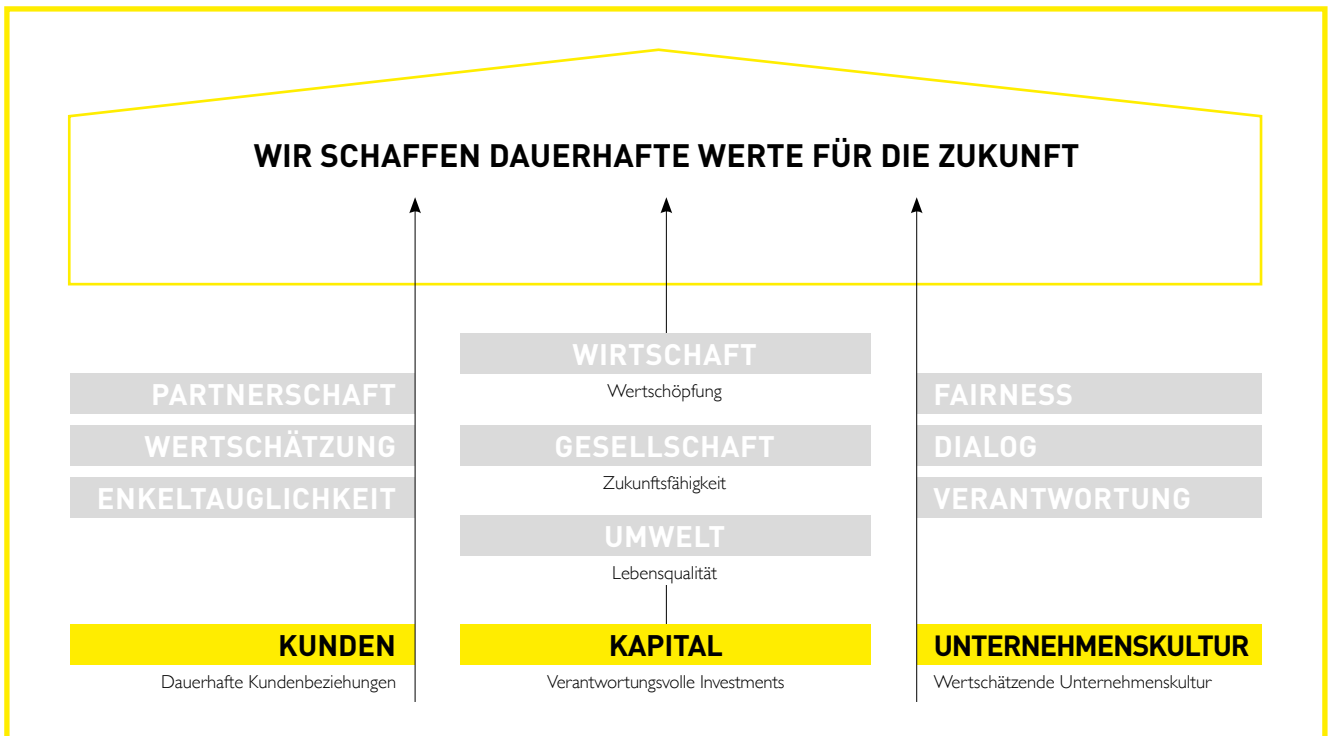 WIR SCHAFFEN DAUERHAFTE WERTE FÜR DIE ZUKUNFT
PARTNERSCHAFT
WERTSCHÄTZUNG
ENKELTAUGLICHKEIT
KUNDEN
Dauerhafte Kundenbeziehungen
WIRTSCHAFT
Wertschöpfung
GESELLSCHAFT
Zukunftsfähigkeit
UMWELT
Lebensqualität
KAPITAL
Verantwortungsvolle Investments
FAIRNESS
DIALOG
VERANTWORTUNG
UNTERNEHMENSKULTUR
Wertschätzende Unternehmenskultur